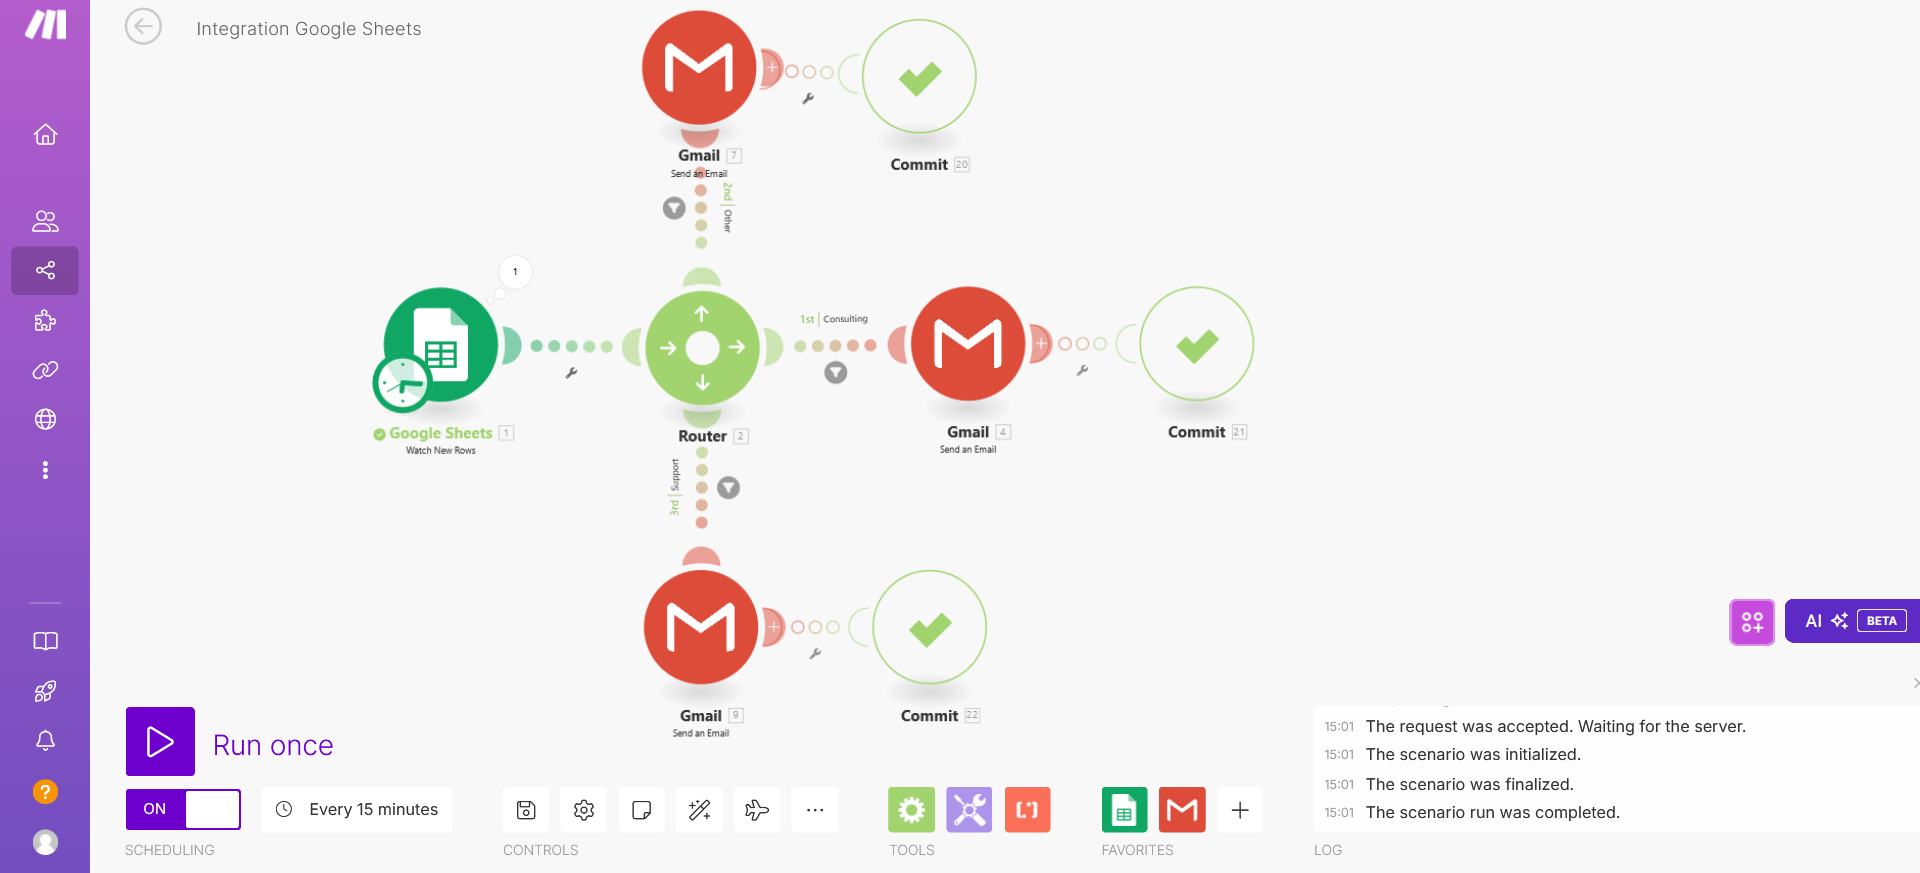 Integration Google Sheets
Gmail 7
Send an Email
Commit 20
2nd | Other
1
Google Sheets 1
Watch New Rows
Router 2
1st | Consulting
Gmail 4
Send an Email
Commit 21
3rd | Support
Gmail 9
Send an Email
Commit 22
AI BETA
Run once
ON
Every 15 minutes
SCHEDULING
CONTROLS
TOOLS
FAVORITES
15:01 The request was accepted. Waiting for the server.
15:01 The scenario was initialized.
15:01 The scenario was finalized.
15:01 The scenario run was completed.
LOG